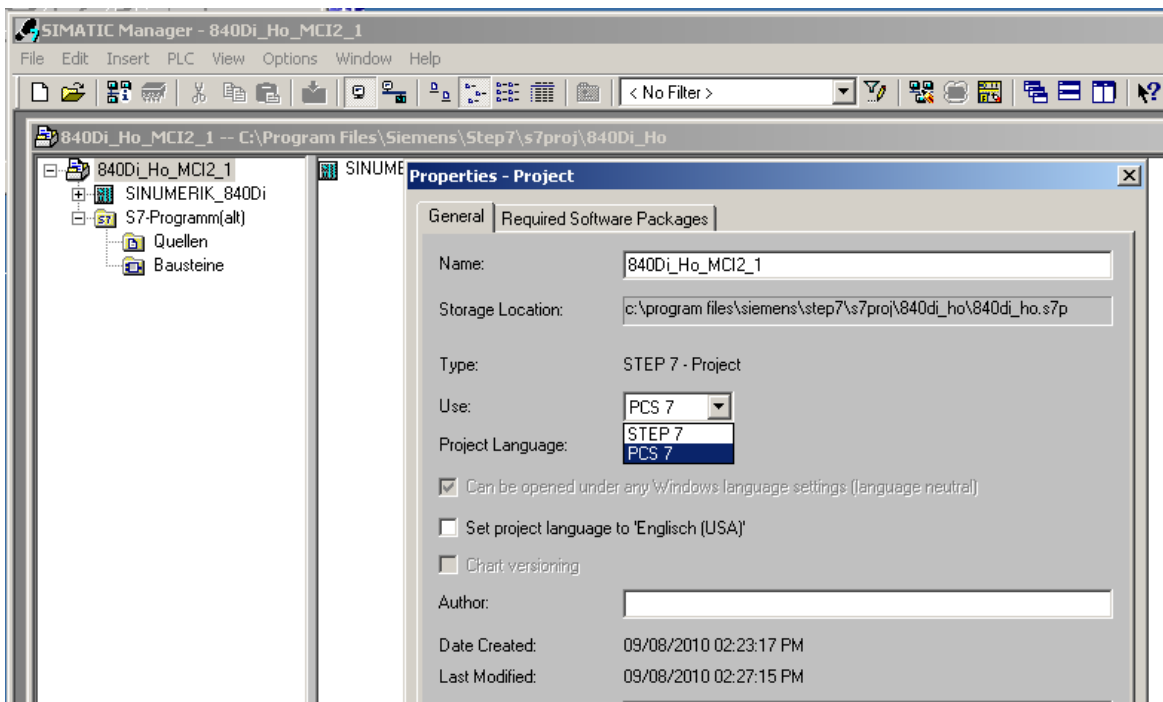 SIMATIC Manager - 840Di_Ho_MCI2_1
File Edit Insert PLC View Options Window Help
< No Filter >
840Di_Ho_MCI2_1 -- C:\Program Files\Siemens\Step7\s7proj\840Di_Ho
840Di_Ho_MCI2_1
SINUMERIK_840Di
S7-Programm(alt)
Quellen
Bausteine
SINUME
Properties - Project
General Required Software Packages
Name: 840Di_Ho_MCI2_1
Storage Location: c:\program files\siemens\step7\s7proj\840di_ho\840di_ho.s7p
Type: STEP 7 - Project
Use: PCS 7
STEP 7
Project Language: PCS 7
Can be opened under any Windows language settings (language neutral)
Set project language to 'Englisch (USA)'
Chart versioning
Author:
Date Created: 09/08/2010 02:23:17 PM
Last Modified: 09/08/2010 02:27:15 PM